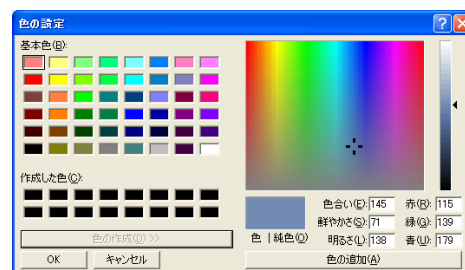 色の設定
基本色(B):
作成した色(C):
色の作成(D) >>
OK キャンセル
色 | 純色(O)
色合い(E): 145 赤(R): 115
鮮やかさ(S): 71 緑(G): 139
明るさ(L): 138 青(U): 179
色の追加(A)